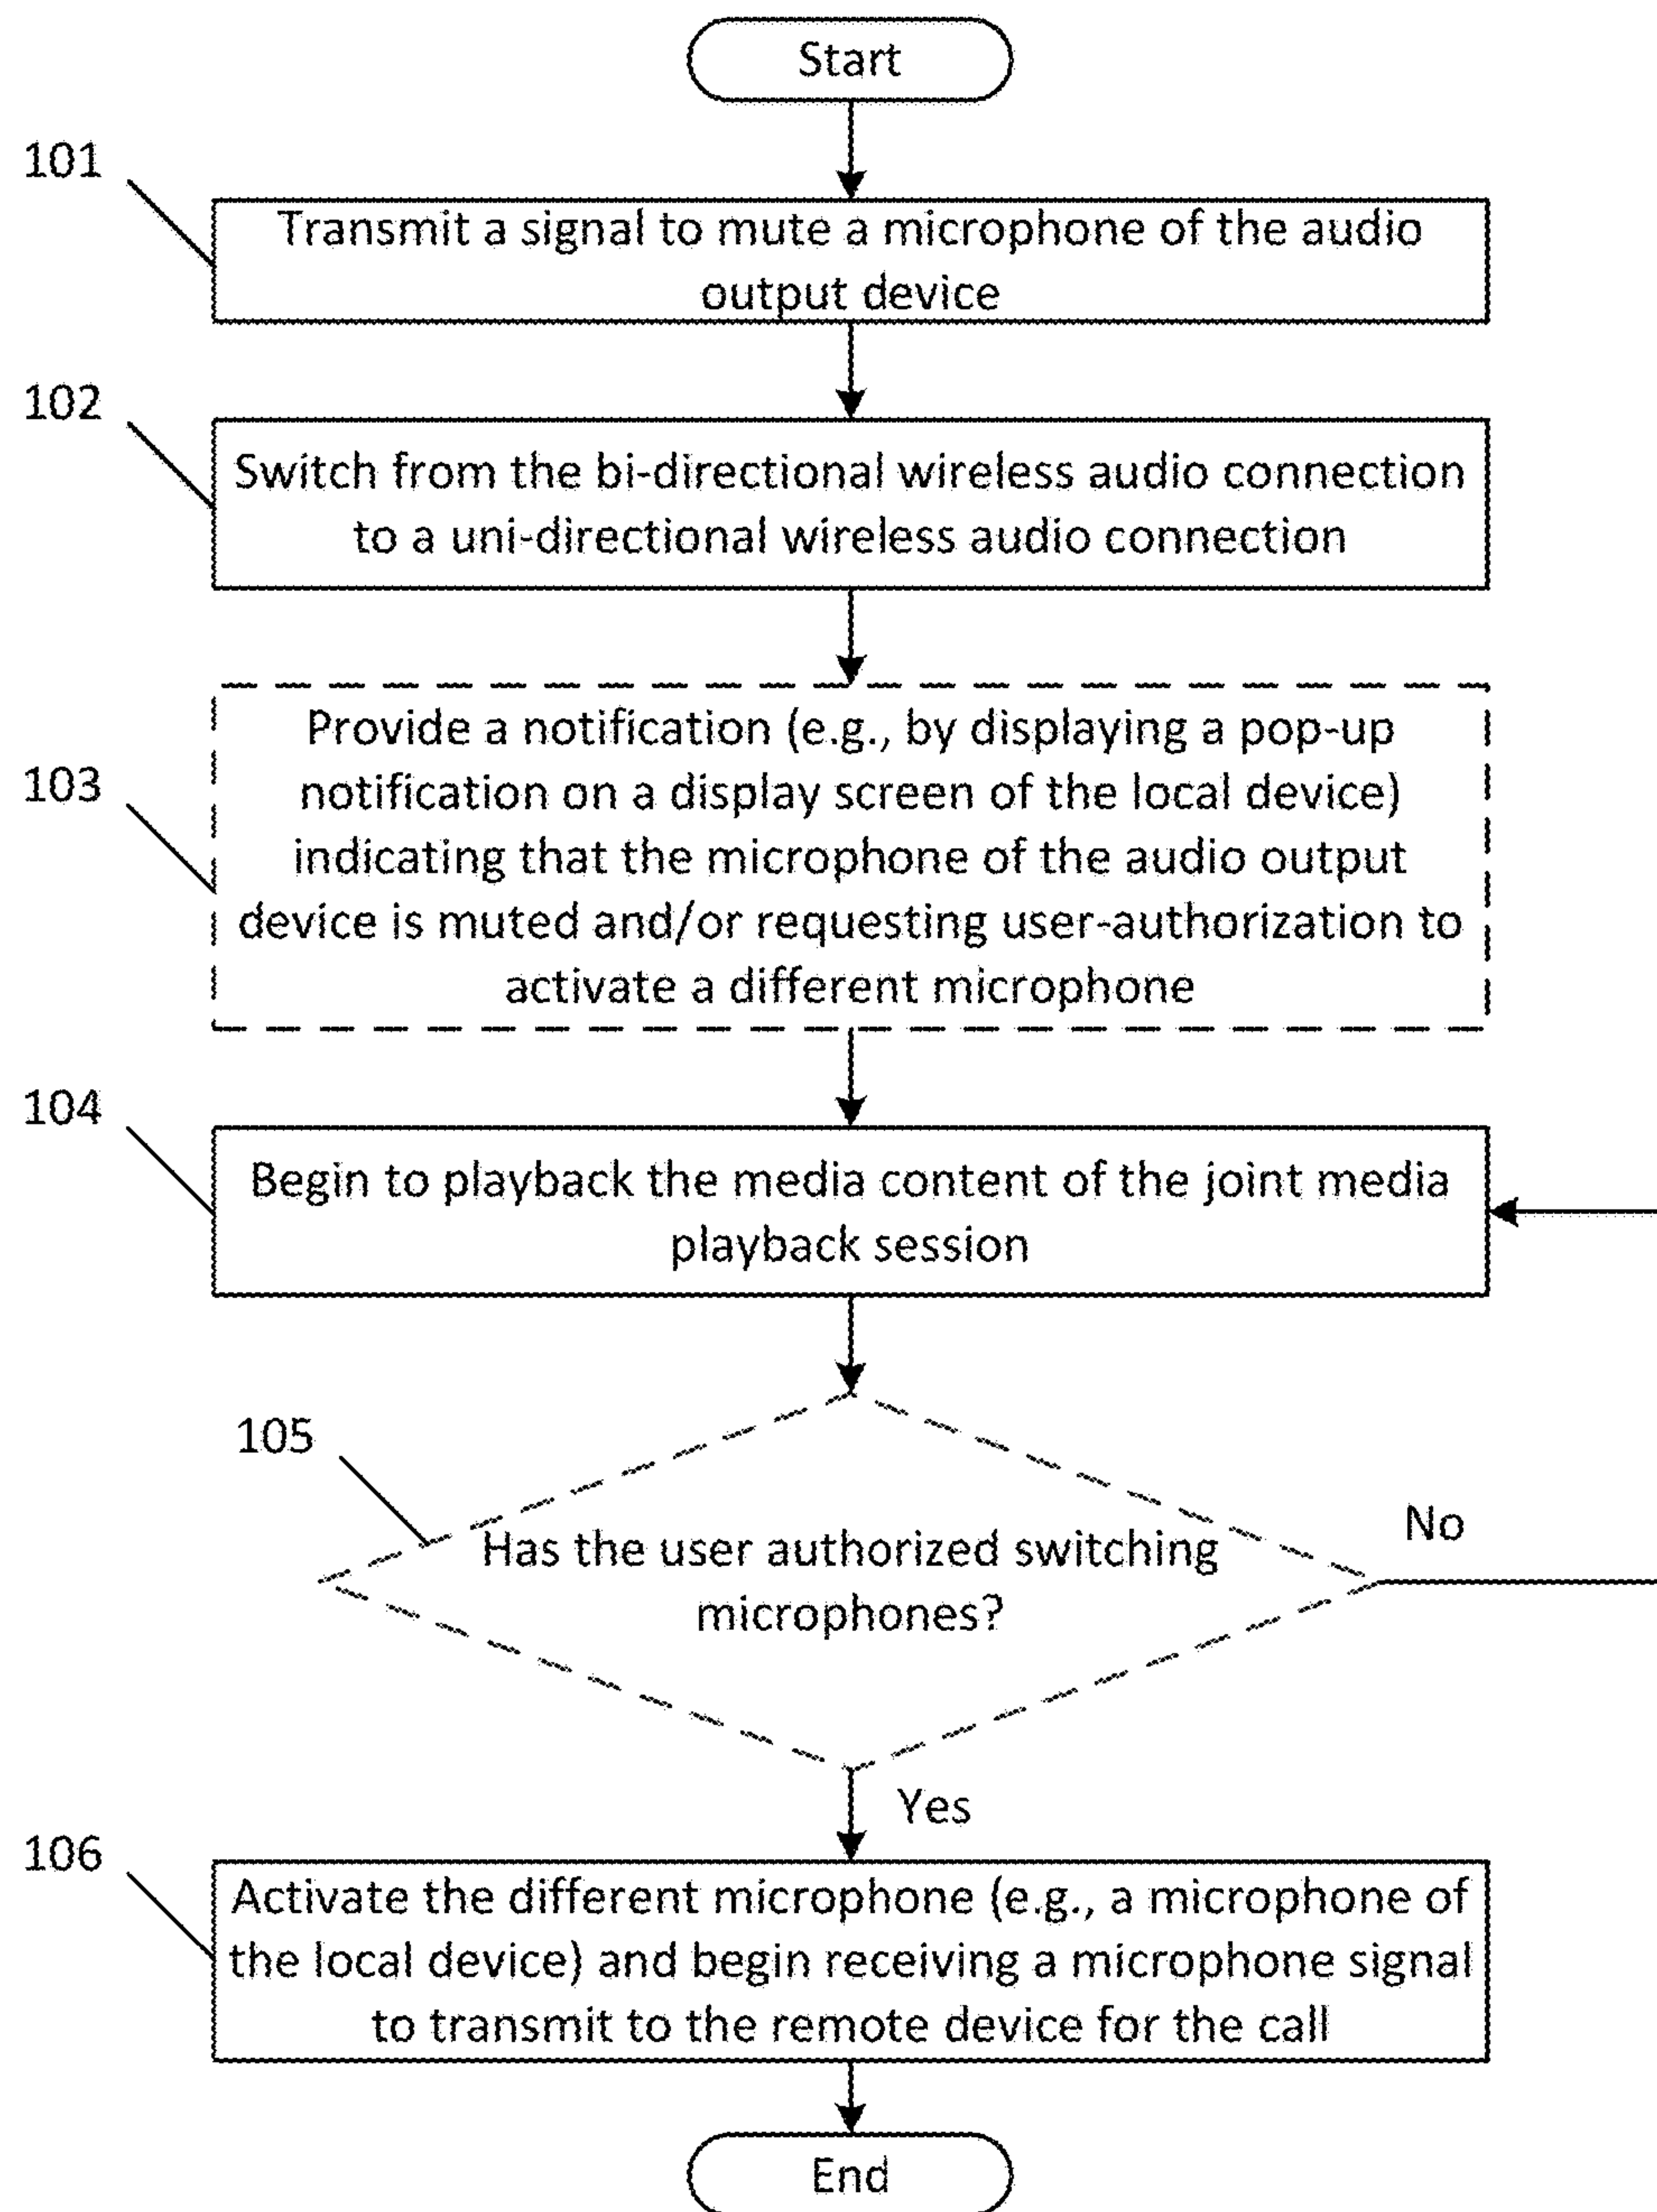 Start
101
Transmit a signal to mute a microphone of the audio
output device
102
Switch from the bi-directional wireless audio connection
to a uni-directional wireless audio connection
103
Provide a notification (e.g., by displaying a pop-up
notification on a display screen of the local device)
indicating that the microphone of the audio output
device is muted and/or requesting user-authorization to
activate a different microphone
104
Begin to playback the media content of the joint media
playback session
105
Has the user authorized switching
microphones?
No
Yes
106
Activate the different microphone (e.g., a microphone of
the local device) and begin receiving a microphone signal
to transmit to the remote device for the call
End